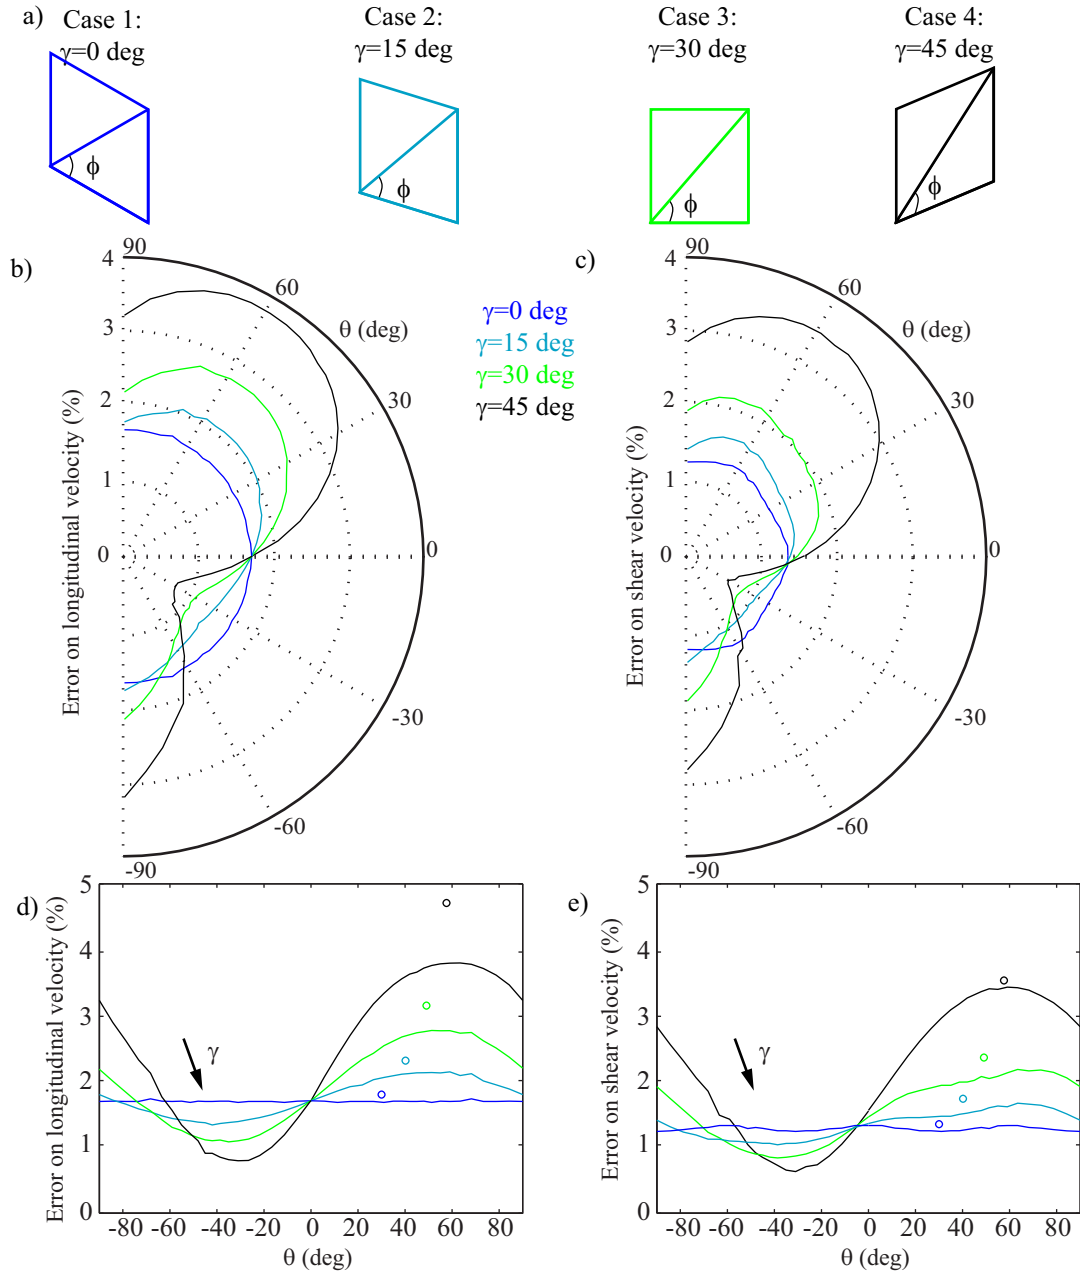 a)
Case 1:
γ=0 deg
Case 2:
γ=15 deg
Case 3:
γ=30 deg
Case 4:
γ=45 deg
ϕ
ϕ
ϕ
ϕ
b)
Error on longitudinal velocity (%)
4
3
2
1
0
90
60
θ (deg)
30
0
-30
-60
-90
γ=0 deg
γ=15 deg
γ=30 deg
γ=45 deg
c)
Error on shear velocity (%)
4
3
2
1
0
90
60
θ (deg)
30
0
-30
-60
-90
d)
Error on longitudinal velocity (%)
5
4
3
2
1
0
γ
-80 -60 -40 -20 0 20 40 60 80
θ (deg)
e)
Error on shear velocity (%)
5
4
3
2
1
0
γ
-80 -60 -40 -20 0 20 40 60 80
θ (deg)